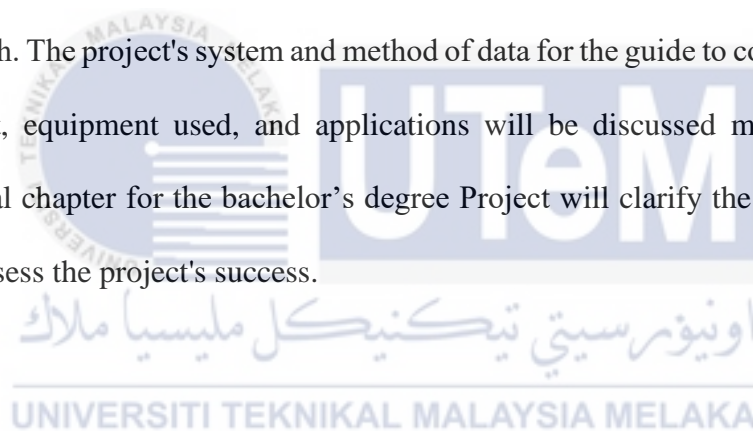 h. The project's system and method of data for the guide to co
, equipment used, and applications will be discussed m
al chapter for the bachelor's degree Project will clarify the
sess the project's success.
UTeM
اونيۏرسيتي تيكنيكل مليسيا ملاك
UNIVERSITI TEKNIKAL MALAYSIA MELAKA